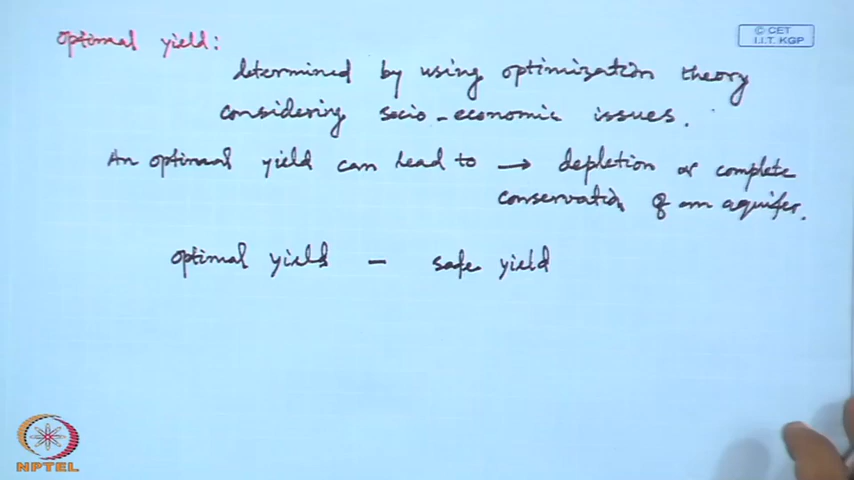 optimal yield:
© CET
I.I.T. KGP
determined by using optimization theory
considering socio-economic issues.
An optimal yield can lead to → depletion or complete
conservation of an aquifer.
optimal yield - safe yield
NPTEL